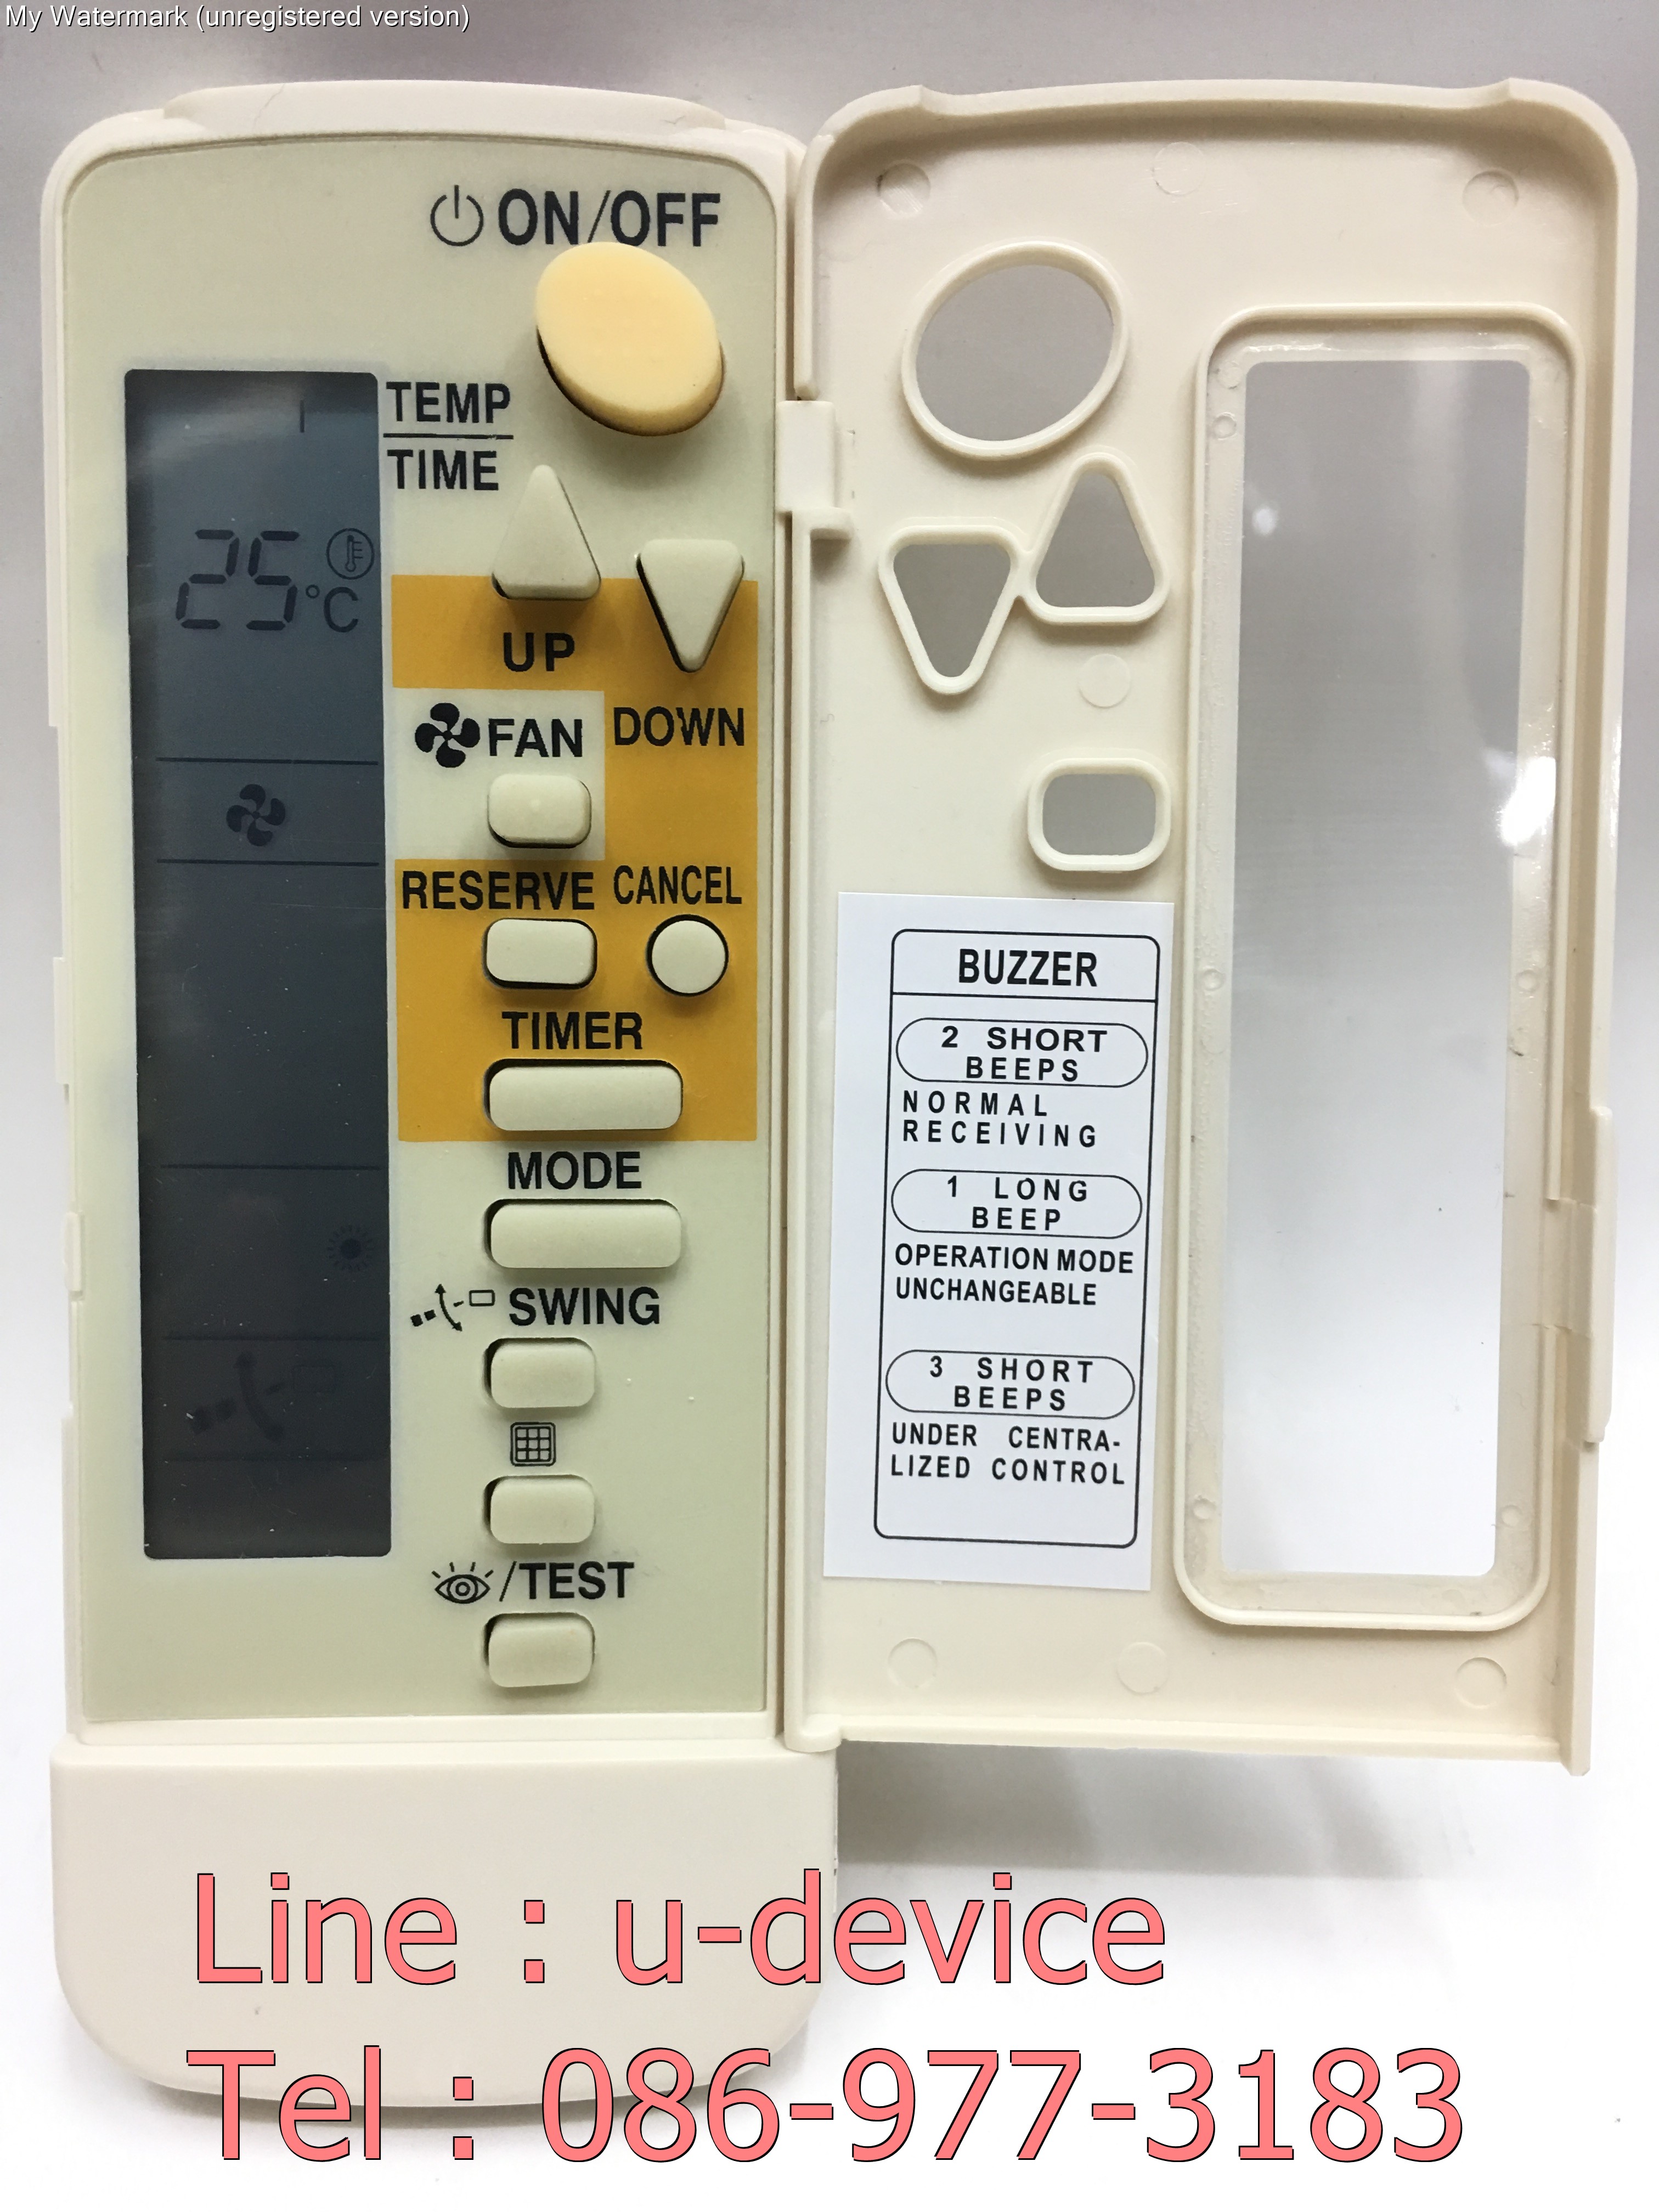 My Watermark (unregistered version)
ON/OFF
TEMP
TIME
25°C
UP
DOWN
FAN
RESERVE CANCEL
TIMER
MODE
SWING
/TEST
BUZZER
2 SHORT
BEEPS
NORMAL
RECEIVING
1 LONG
BEEP
OPERATION MODE
UNCHANGEABLE
3 SHORT
BEEPS
UNDER CENTRA-
LIZED CONTROL
Line : u-device
Tel : 086-977-3183